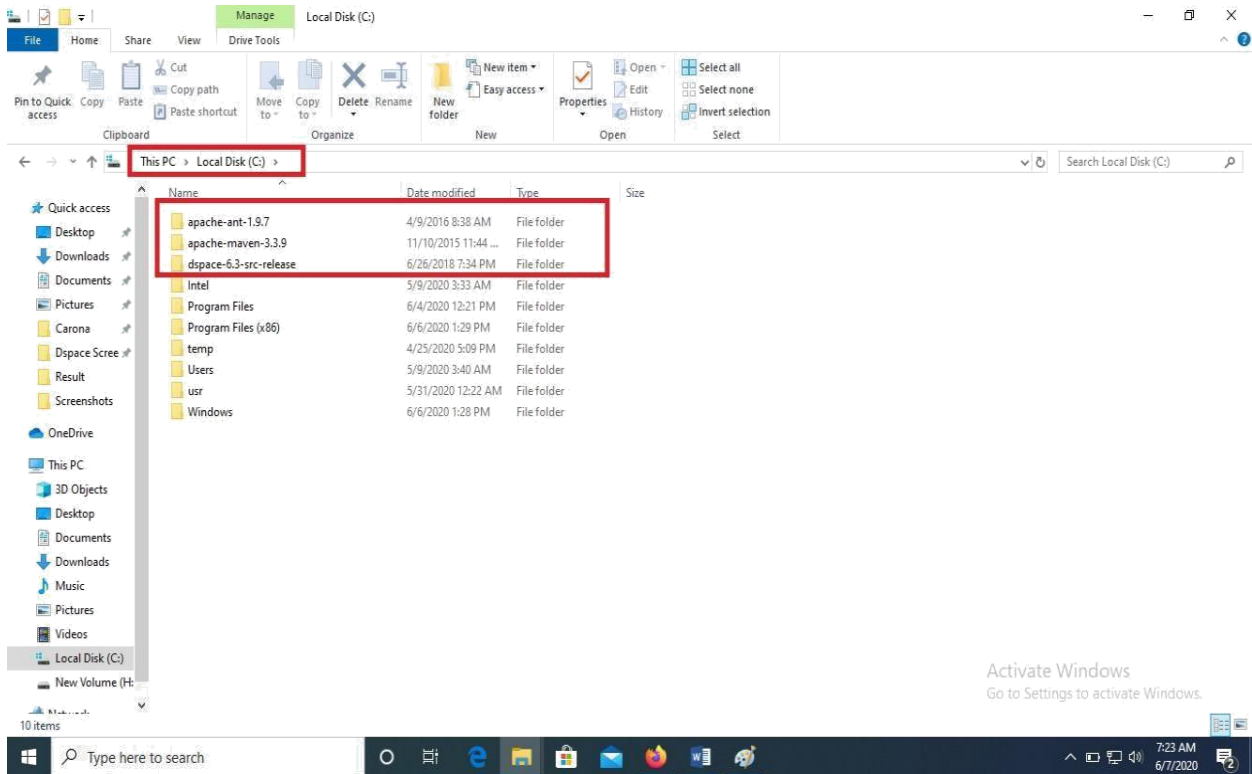 Manage Local Disk (C:)
File Home Share View Drive Tools
Pin to Quick access
Copy
Paste
Cut
Copy path
Paste shortcut
Clipboard
Move to
Copy to
Delete
Rename
Organize
New folder
New item
Easy access
New
Properties
Open
Edit
History
Open
Select all
Select none
Invert selection
Select
This PC > Local Disk (C:) >
Search Local Disk (C:)
Quick access
Desktop
Downloads
Documents
Pictures
Carona
Dspace Scree
Result
Screenshots
OneDrive
This PC
3D Objects
Desktop
Documents
Downloads
Music
Pictures
Videos
Local Disk (C:)
New Volume (H:
Name Date modified Type Size
apache-ant-1.9.7 4/9/2016 8:38 AM File folder
apache-maven-3.3.9 11/10/2015 11:44 ... File folder
dspace-6.3-src-release 6/26/2018 7:34 PM File folder
Intel 5/9/2020 3:33 AM File folder
Program Files 6/4/2020 12:21 PM File folder
Program Files (x86) 6/6/2020 1:29 PM File folder
temp 4/25/2020 5:09 PM File folder
Users 5/9/2020 3:40 AM File folder
usr 5/31/2020 12:22 AM File folder
Windows 6/6/2020 1:28 PM File folder
Activate Windows
Go to Settings to activate Windows.
10 items
Type here to search
7:23 AM
6/7/2020
2